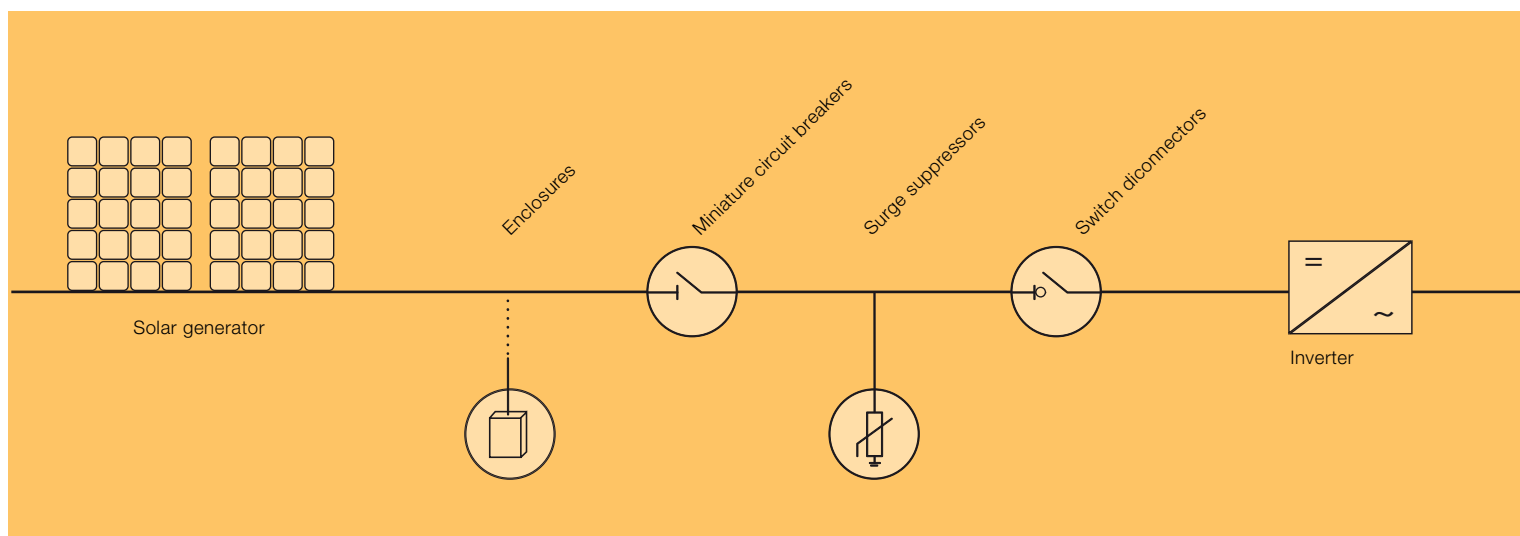 Enclosures
Miniature circuit breakers
Surge suppressors
Switch diconnectors
Solar generator
Inverter